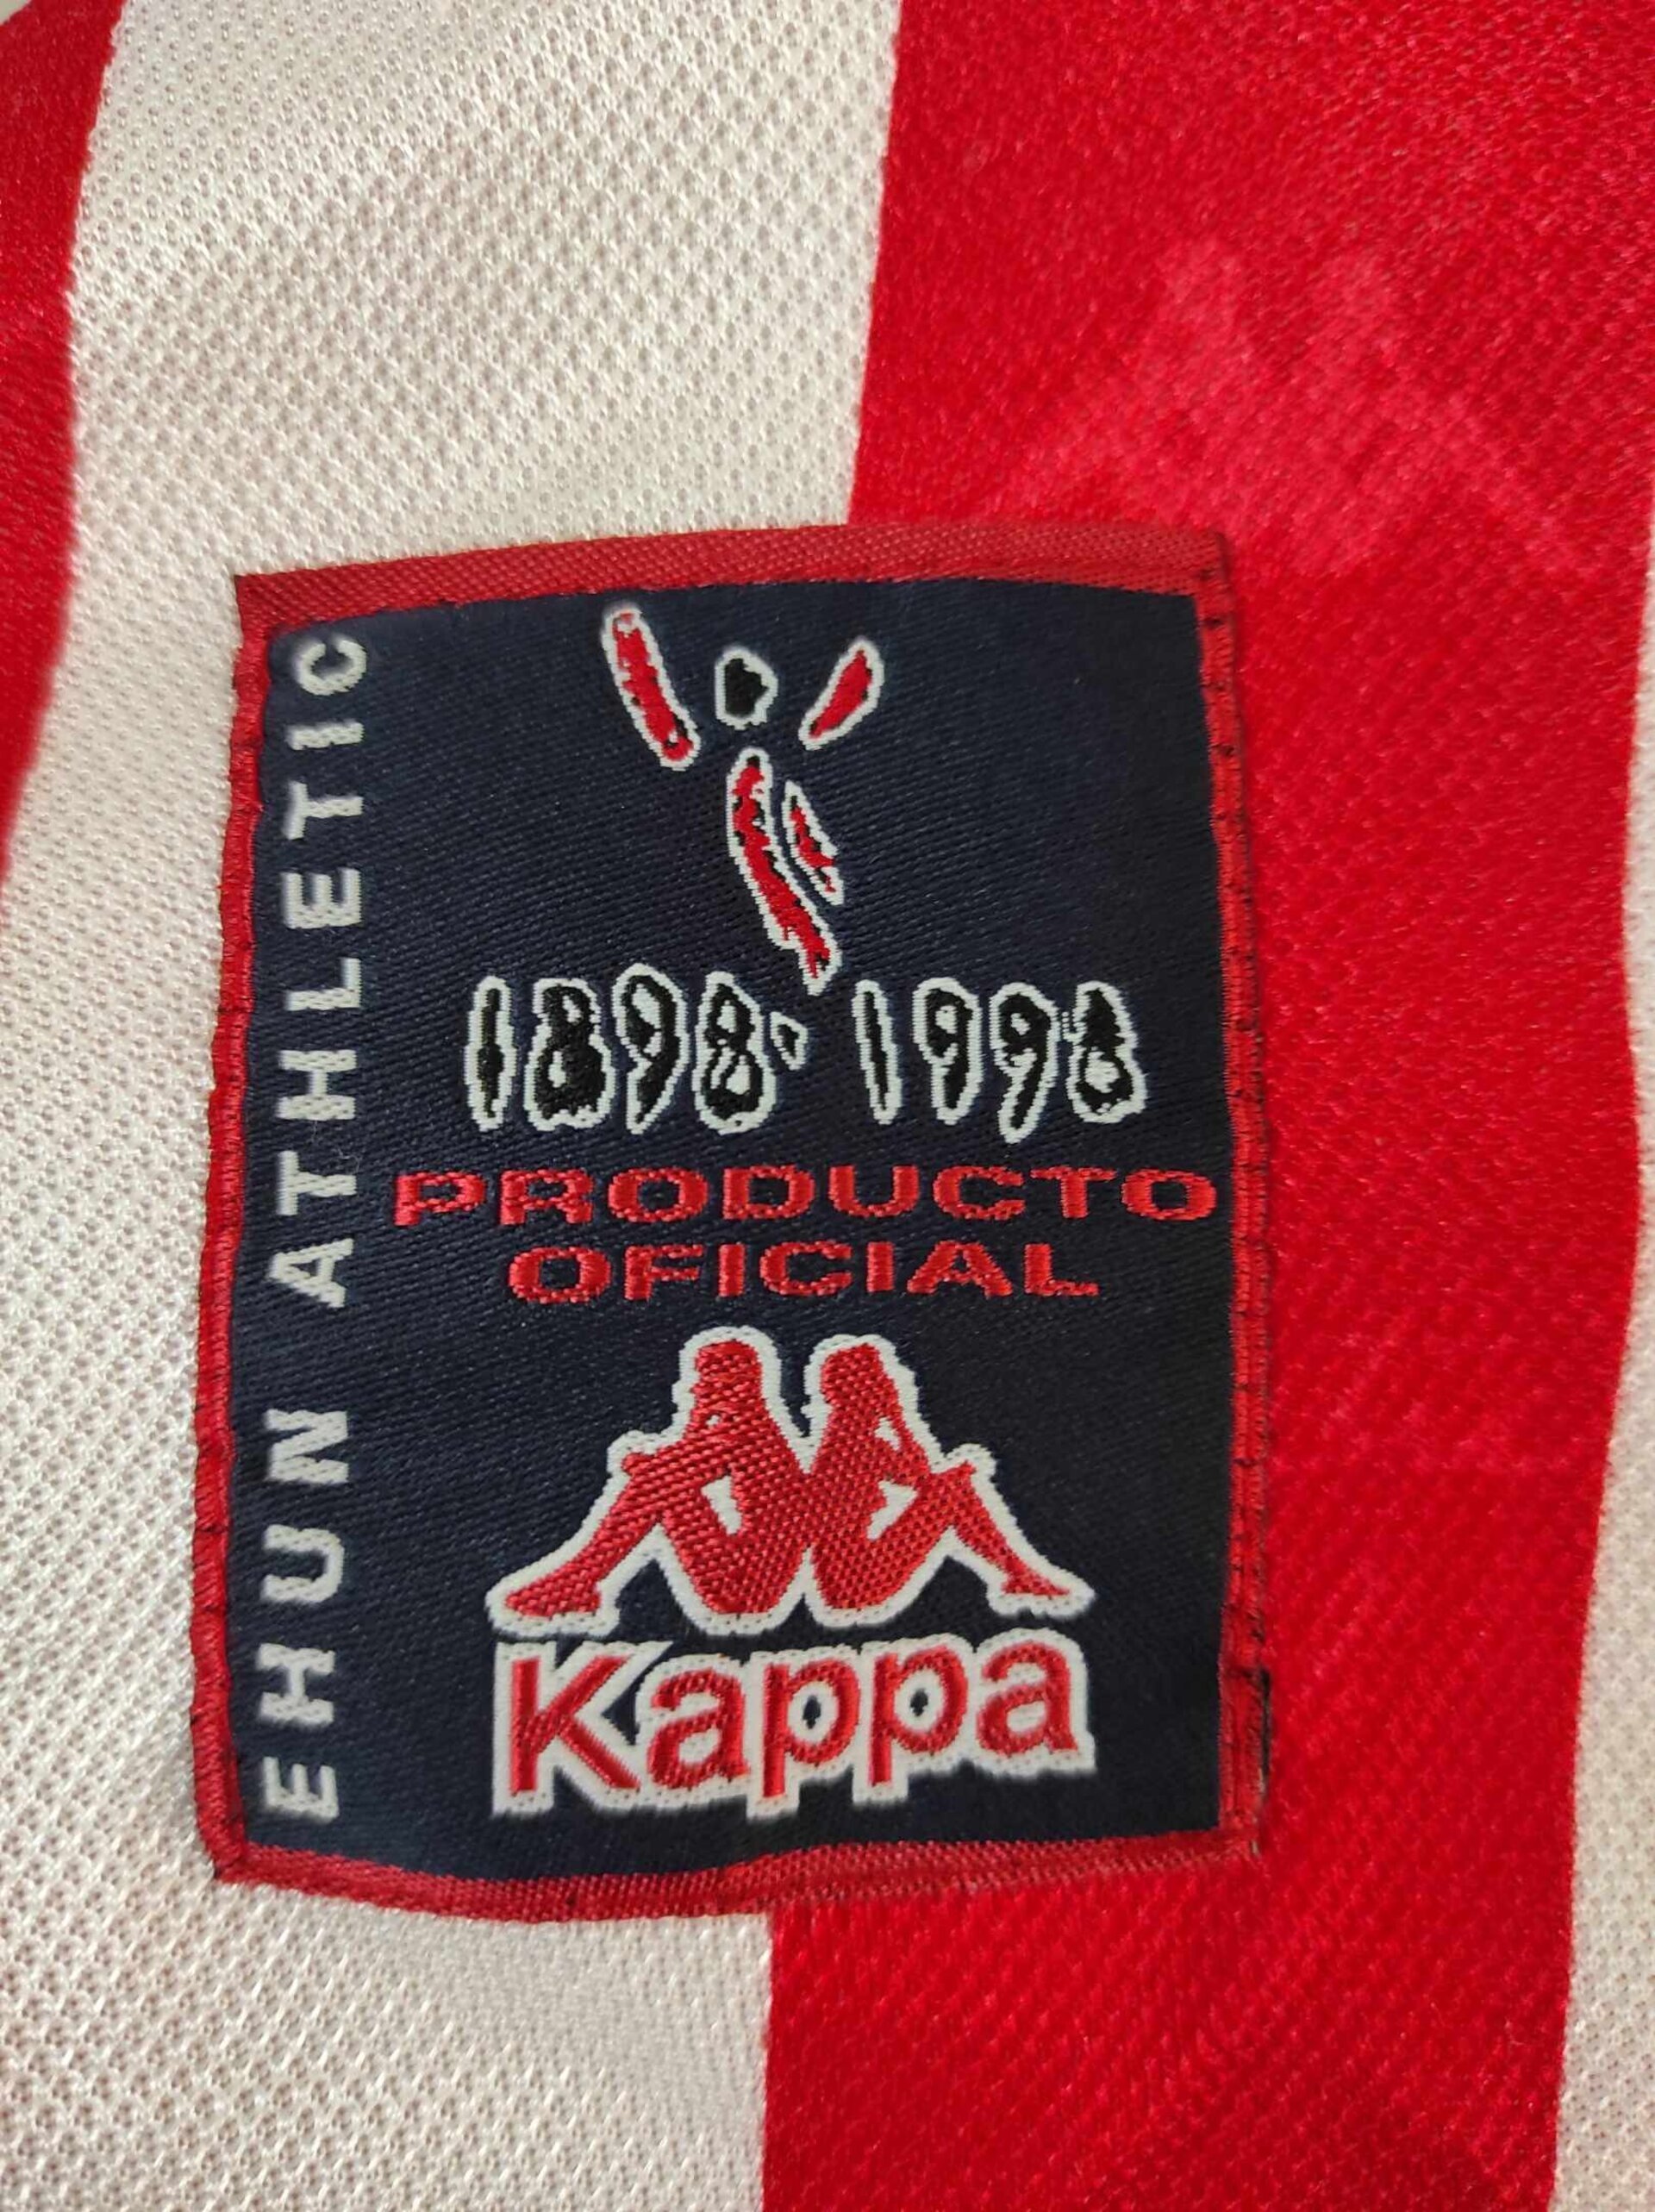 EHUN ATHLETIC
1898-1998
PRODUCTO
OFICIAL
Kappa